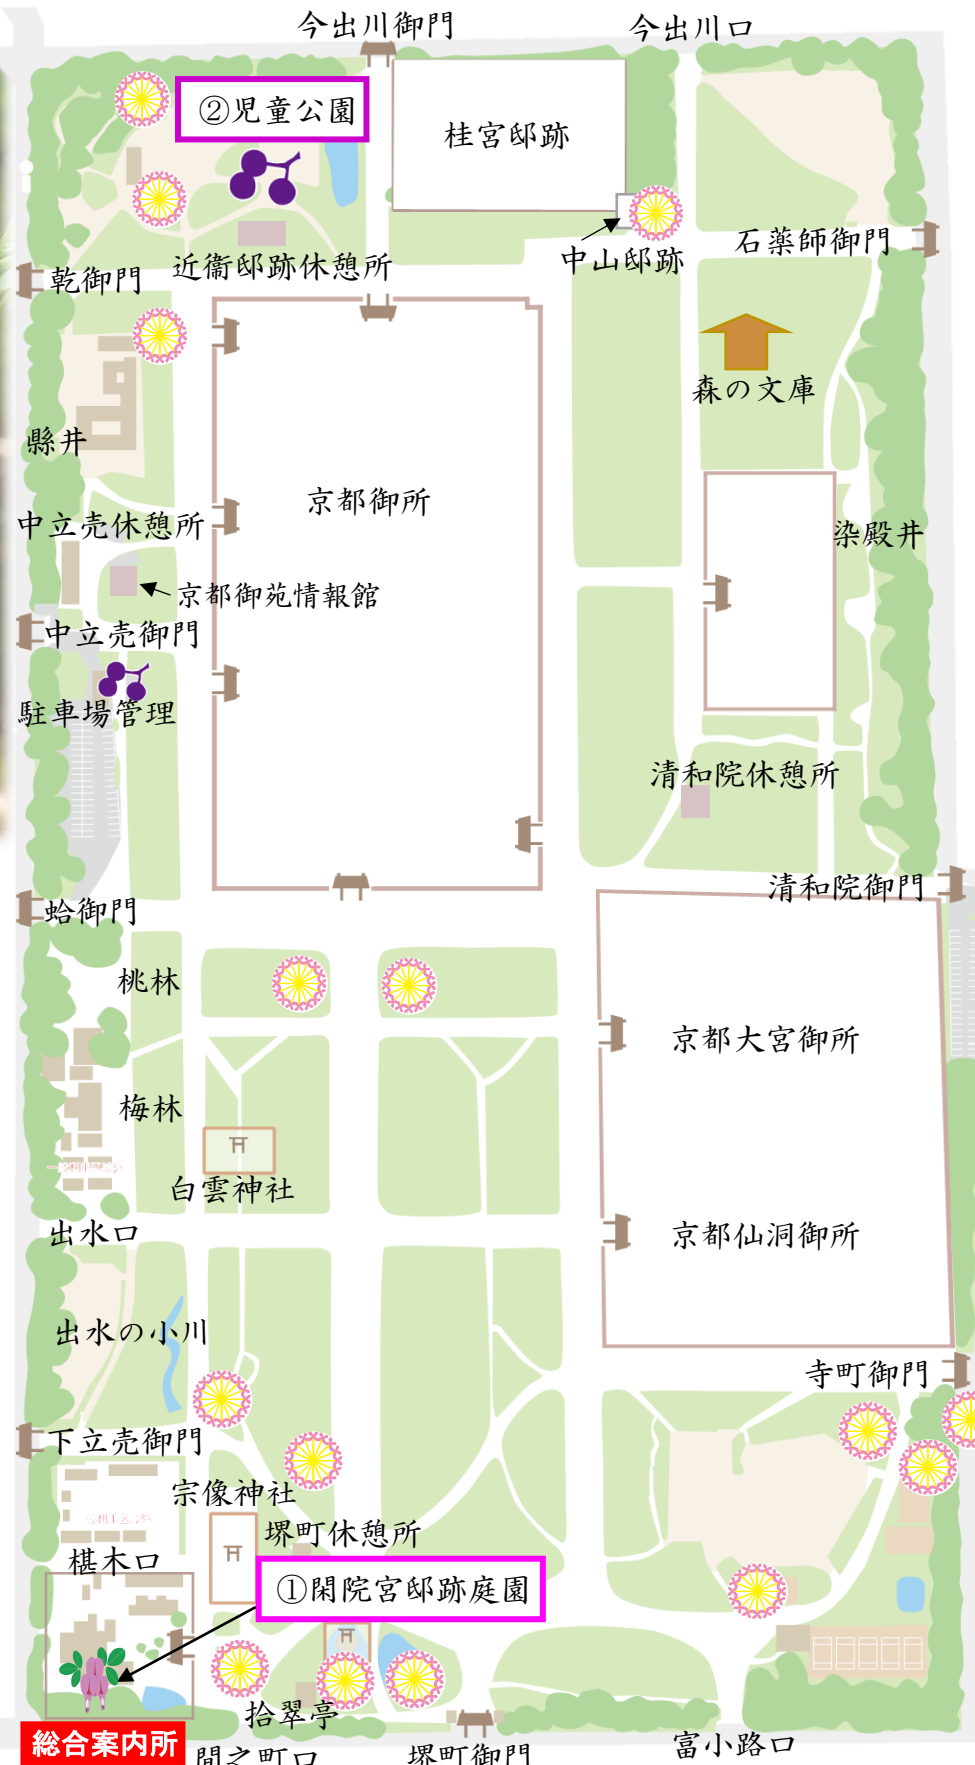 今出川御門
今出川口
②児童公園
桂宮邸跡
石薬師御門
中山邸跡
近衞邸跡休憩所
乾御門
森の文庫
縣井
京都御所
中立売休憩所
染殿井
京都御苑情報館
中立売御門
駐車場管理
清和院休憩所
清和院御門
蛤御門
桃林
京都大宮御所
梅林
白雲神社
出水口
京都仙洞御所
出水の小川
寺町御門
下立売御門
宗像神社
堺町休憩所
椹木口
①閑院宮邸跡庭園
拾翠亭
総合案内所
間之町口
堺町御門
富小路口